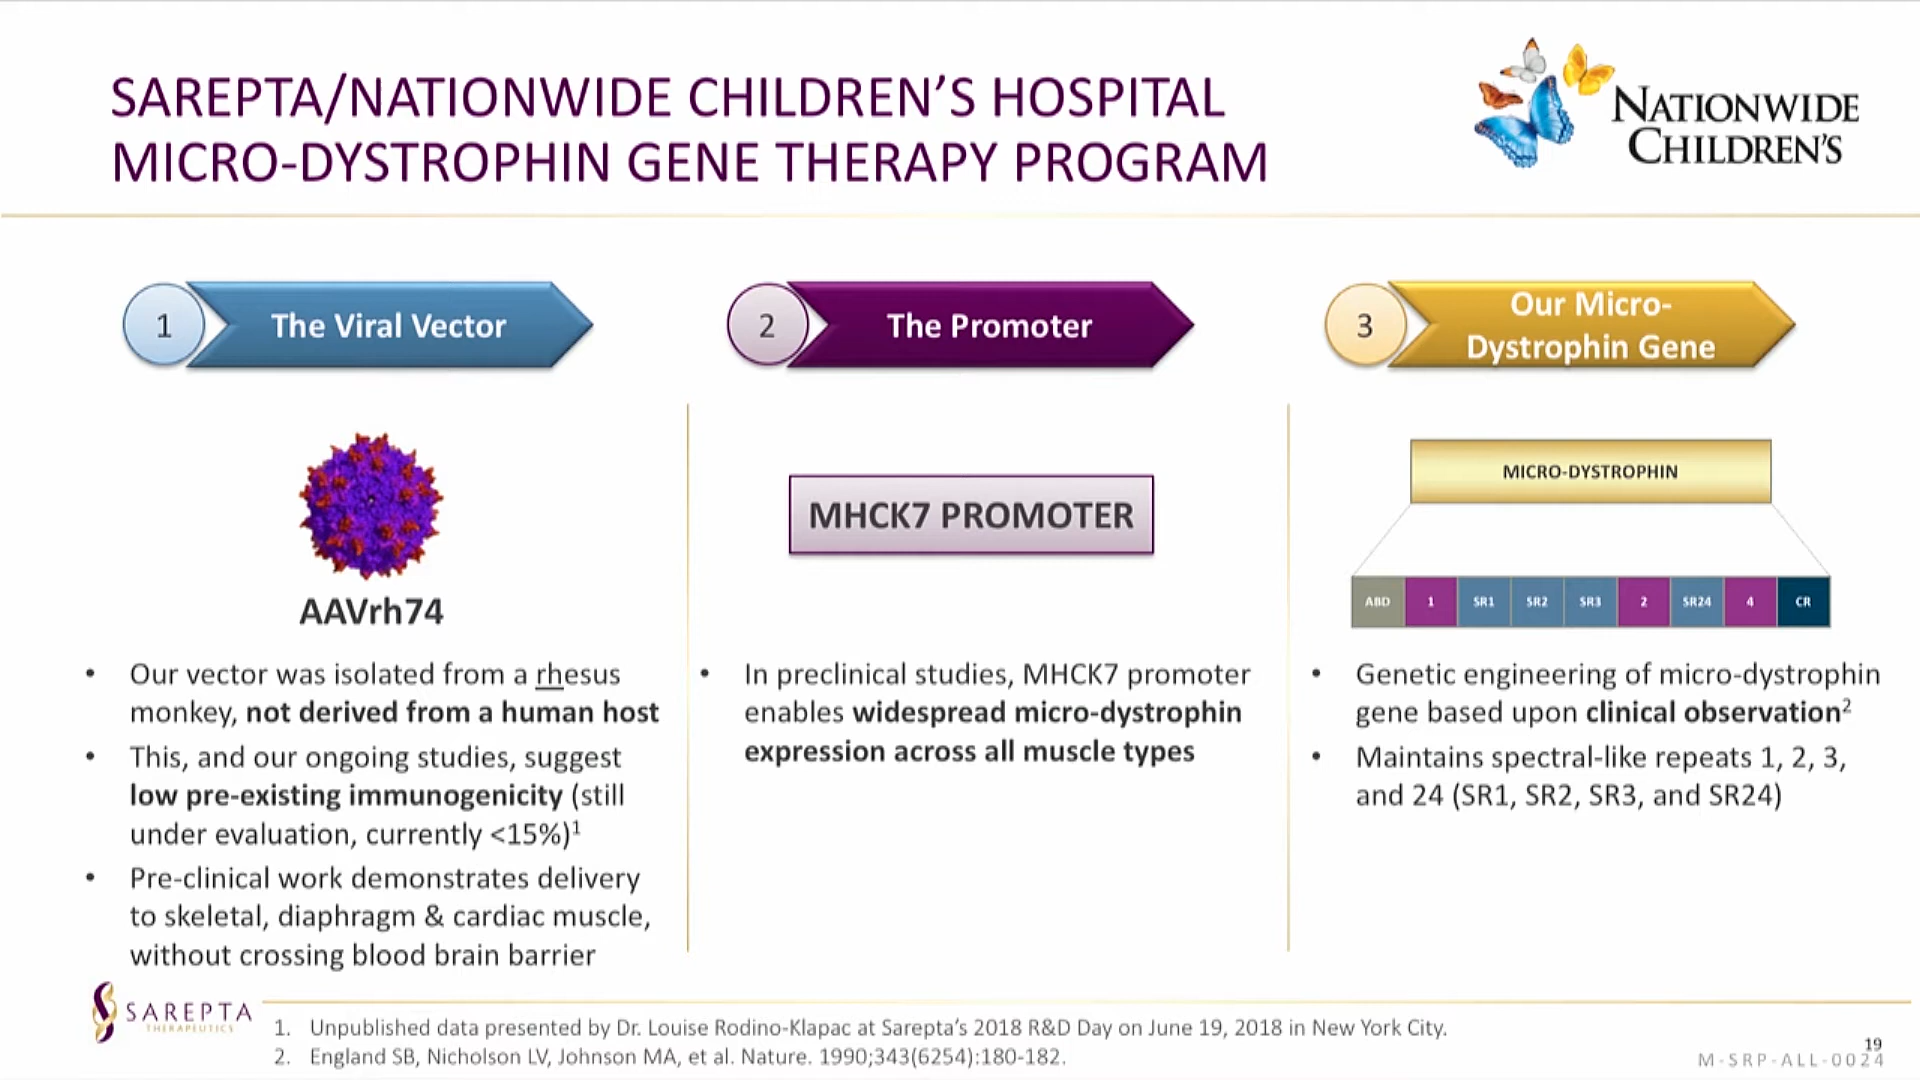 SAREPTA/NATIONWIDE CHILDREN'S HOSPITAL
MICRO-DYSTROPHIN GENE THERAPY PROGRAM
NATIONWIDE
CHILDREN'S
1
The Viral Vector
AAVrh74
• Our vector was isolated from a rhesus
monkey, not derived from a human host
• This, and our ongoing studies, suggest
low pre-existing immunogenicity (still
under evaluation, currently <15%)1
• Pre-clinical work demonstrates delivery
to skeletal, diaphragm & cardiac muscle,
without crossing blood brain barrier
2
The Promoter
MHCK7 PROMOTER
• In preclinical studies, MHCK7 promoter
enables widespread micro-dystrophin
expression across all muscle types
3
Our Micro-
Dystrophin Gene
MICRO-DYSTROPHIN
ABD 1 SR1 SR2 SR3 2 SR24 4 CR
• Genetic engineering of micro-dystrophin
gene based upon clinical observation2
• Maintains spectral-like repeats 1, 2, 3,
and 24 (SR1, SR2, SR3, and SR24)
SAREPTA
THERAPEUTICS
1. Unpublished data presented by Dr. Louise Rodino-Klapac at Sarepta's 2018 R&D Day on June 19, 2018 in New York City.
2. England SB, Nicholson LV, Johnson MA, et al. Nature. 1990;343(6254):180-182.
19
M-SRP-ALL-0024